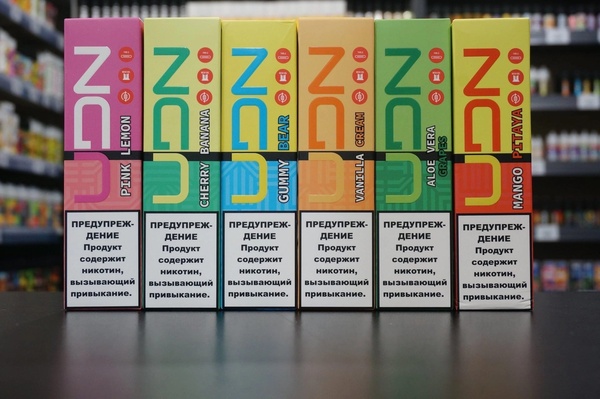 UDN
PINK LEMON
ПРЕДУПРЕЖ-
ДЕНИЕ
Продукт
содержит
никотин,
вызывающий
привыкание.
UDN
CHERRY BANANA
ПРЕДУПРЕЖ-
ДЕНИЕ
Продукт
содержит
никотин,
вызывающий
привыкание.
UDN
GUMMY BEAR
ПРЕДУПРЕЖ-
ДЕНИЕ
Продукт
содержит
никотин,
вызывающий
привыкание.
UDN
VANILLA CREAM
ПРЕДУПРЕЖ-
ДЕНИЕ
Продукт
содержит
никотин,
вызывающий
привыкание.
UDN
ALOE VERA
GRAPES
ПРЕДУПРЕЖ-
ДЕНИЕ
Продукт
содержит
никотин,
вызывающий
привыкание.
UDN
MANGO PITAYA
ПРЕДУПРЕЖ-
ДЕНИЕ
Продукт
содержит
никотин,
вызывающий
привыкание.